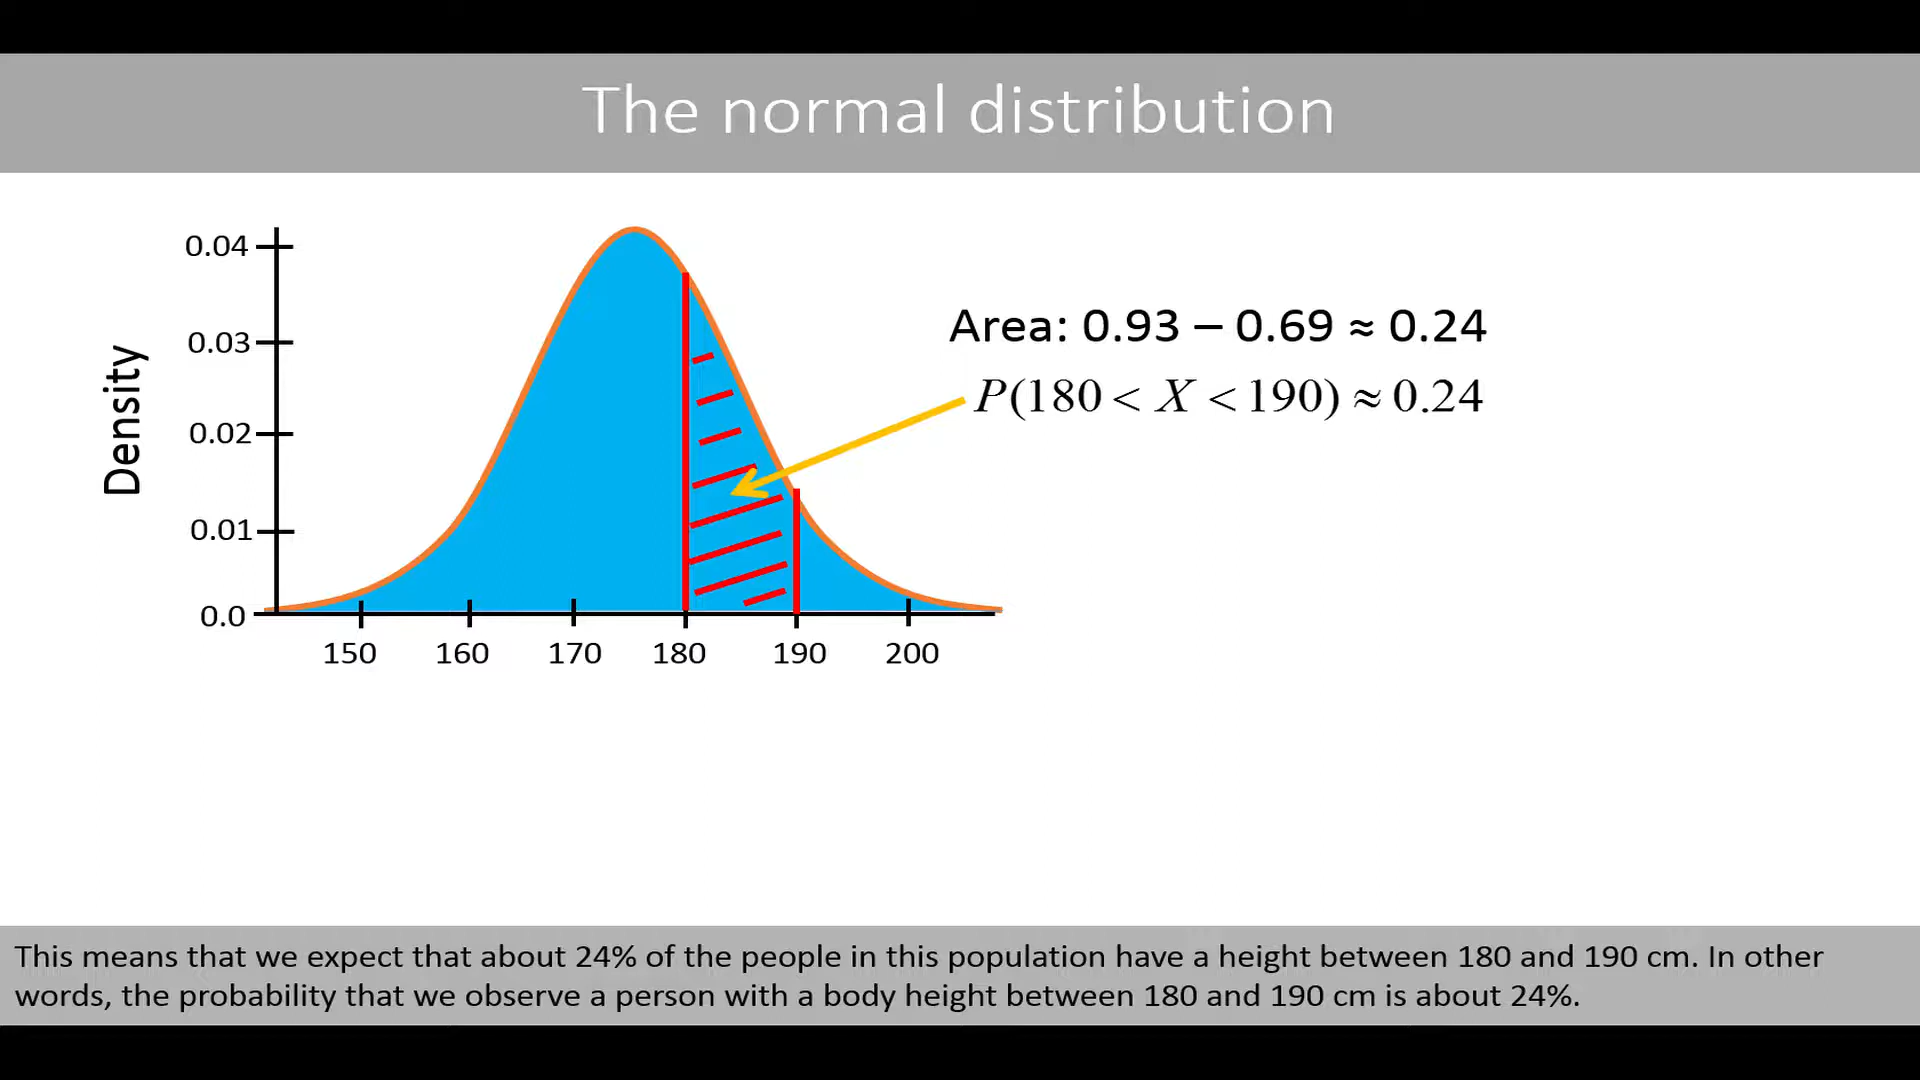 The normal distribution
Density
0.04
0.03
0.02
0.01
0.0
150 160 170 180 190 200
Area: 0.93 – 0.69 ≈ 0.24
P(180 < X < 190) ≈ 0.24
This means that we expect that about 24% of the people in this population have a height between 180 and 190 cm. In other
words, the probability that we observe a person with a body height between 180 and 190 cm is about 24%.